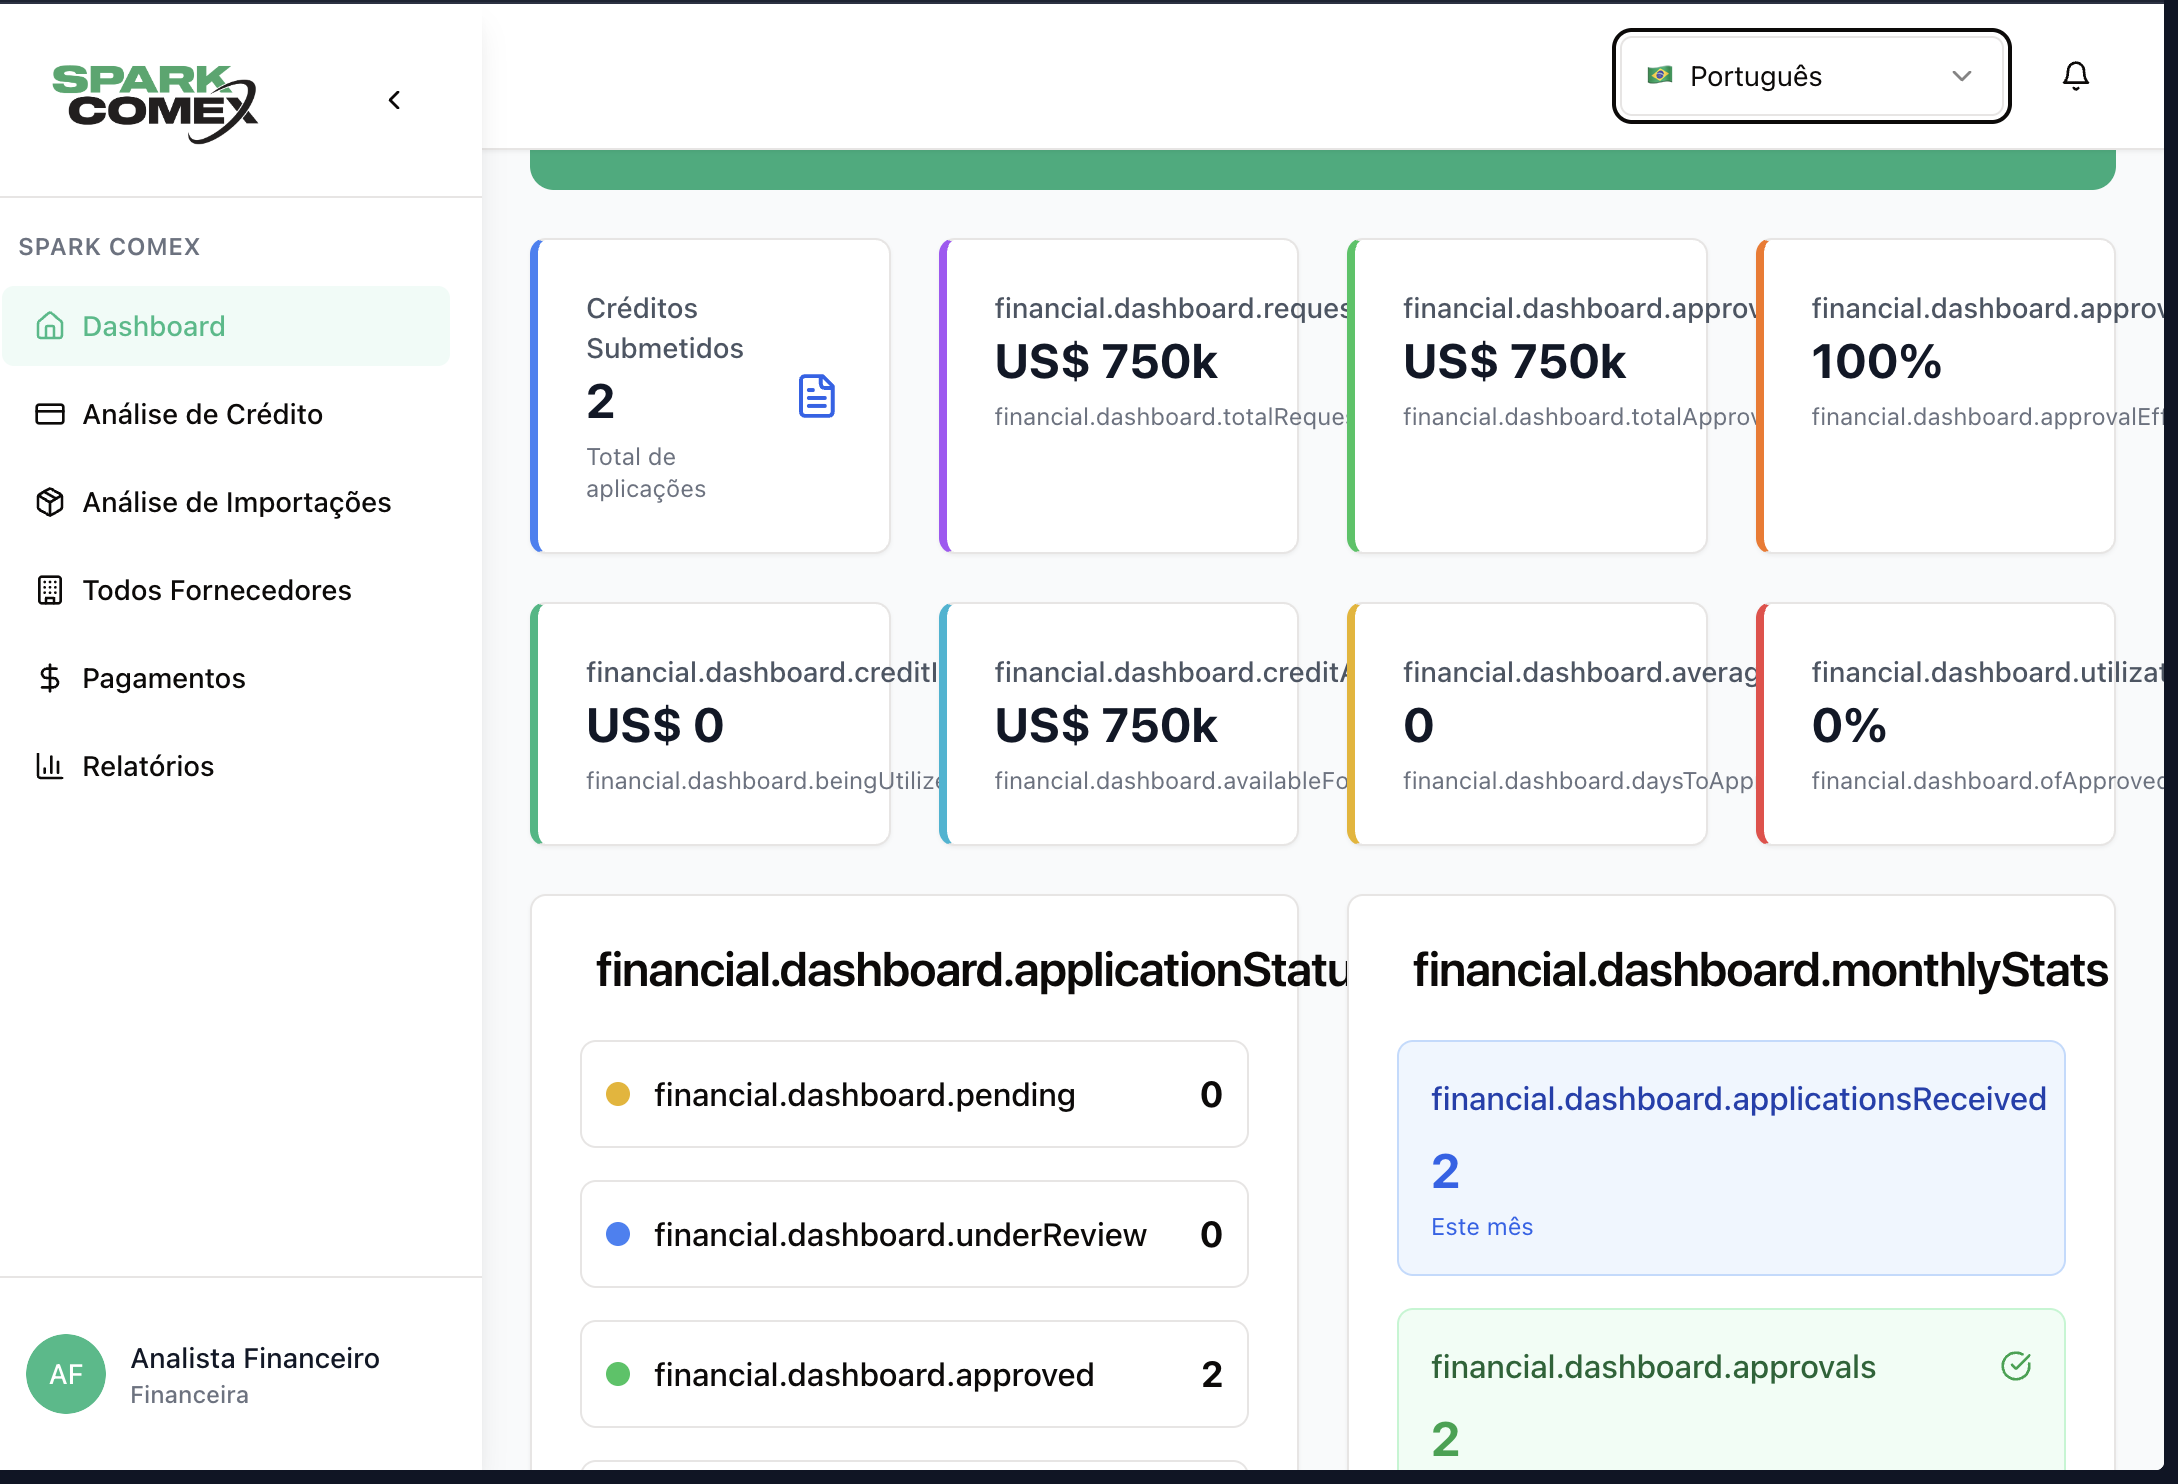 SPARK
COMEX
Português
SPARK COMEX
Dashboard
Análise de Crédito
Análise de Importações
Todos Fornecedores
Pagamentos
Relatórios
AF
Analista Financeiro
Financeira
Créditos
Submetidos
2
Total de
aplicações
financial.dashboard.reques
US$ 750k
financial.dashboard.totalReques
financial.dashboard.approv
US$ 750k
financial.dashboard.totalApprov
financial.dashboard.approv
100%
financial.dashboard.approvalEff
financial.dashboard.creditI
US$ 0
financial.dashboard.beingUtilize
financial.dashboard.creditA
US$ 750k
financial.dashboard.availableFo
financial.dashboard.averag
0
financial.dashboard.daysToApp
financial.dashboard.utilizat
0%
financial.dashboard.ofApproved
financial.dashboard.applicationStatu
financial.dashboard.pending 0
financial.dashboard.underReview 0
financial.dashboard.approved 2
financial.dashboard.monthlyStats
financial.dashboard.applicationsReceived
2
Este mês
financial.dashboard.approvals
2